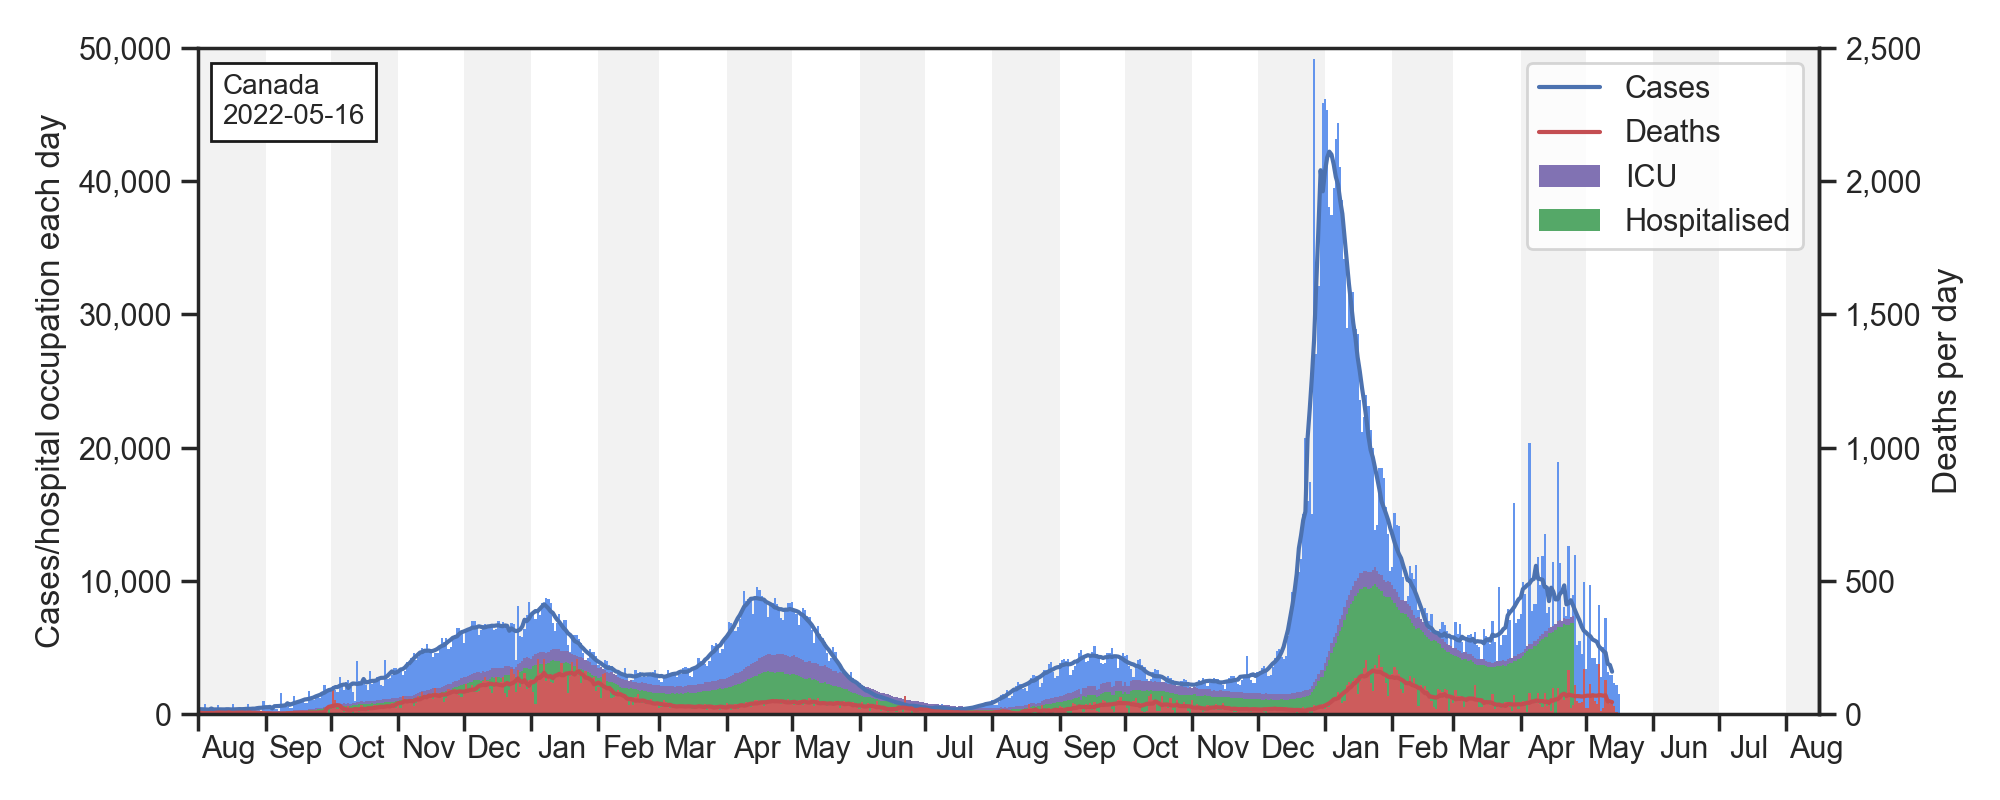 Canada
2022-05-16
Cases/hospital occupation each day
50,000
40,000
30,000
20,000
10,000
0
Cases
Deaths
ICU
Hospitalised
2,500
2,000
1,500
1,000
500
0
Deaths per day
Aug Sep Oct Nov Dec Jan Feb Mar Apr May Jun Jul Aug Sep Oct Nov Dec Jan Feb Mar Apr May Jun Jul Aug